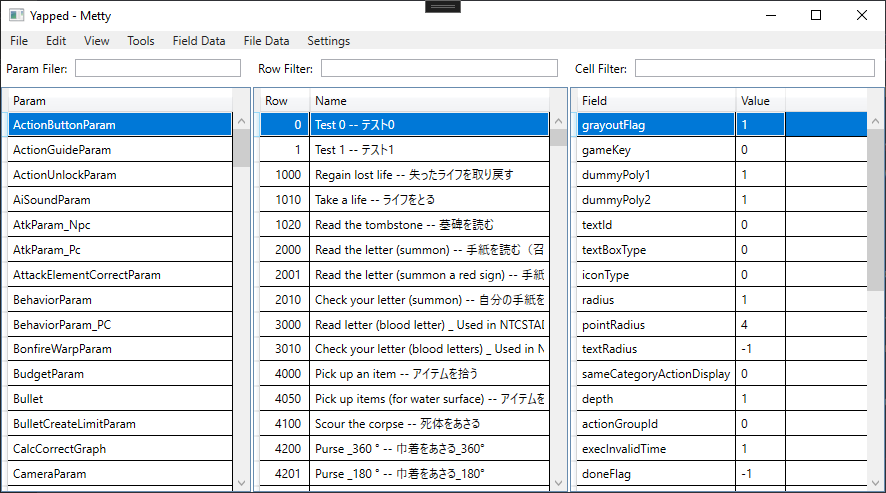 Yapped - Metty
File Edit View Tools Field Data File Data Settings
Param Filer: Row Filter: Cell Filter:
Param
ActionButtonParam
ActionGuideParam
ActionUnlockParam
AiSoundParam
AtkParam_Npc
AtkParam_Pc
AttackElementCorrectParam
BehaviorParam
BehaviorParam_PC
BonfireWarpParam
BudgetParam
Bullet
BulletCreateLimitParam
CalcCorrectGraph
CameraParam
Row Name
0 Test 0 -- テスト0
1 Test 1 -- テスト1
1000 Regain lost life -- 失ったライフを取り戻す
1010 Take a life -- ライフをとる
1020 Read the tombstone -- 墓碑を読む
2000 Read the letter (summon) -- 手紙を読む（召
2001 Read the letter (summon a red sign) -- 手紙
2010 Check your letter (summon) -- 自分の手紙を
3000 Read letter (blood letter) _ Used in NTCSTAD
3010 Check your letter (blood letters) _ Used in N
4000 Pick up an item -- アイテムを拾う
4050 Pick up items (for water surface) -- アイテムを
4100 Scour the corpse -- 死体をあさる
4200 Purse _360 ° -- 巾着をあさる_360°
4201 Purse _180 ° -- 巾着をあさる_180°
Field Value
grayoutFlag 1
gameKey 0
dummyPoly1 1
dummyPoly2 1
textId 0
textBoxType 0
iconType 0
radius 1
pointRadius 4
textRadius -1
sameCategoryActionDisplay 0
depth 1
actionGroupId 0
execInvalidTime 1
doneFlag -1